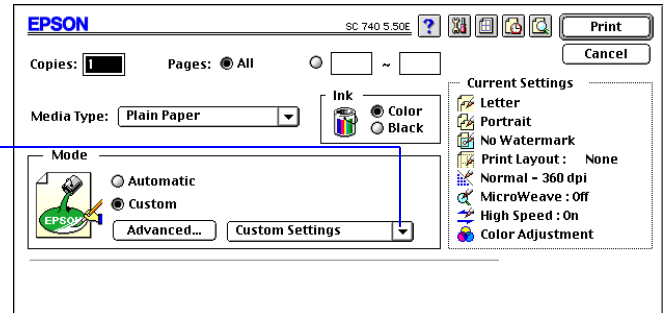 EPSON
SC 740 5.50E
?
Print
Cancel
Copies: 1
Pages: All
~
Media Type: Plain Paper
Ink
Color
Black
Mode
Automatic
Custom
Advanced...
Custom Settings
EPSON
Current Settings
Letter
Portrait
No Watermark
Print Layout : None
Normal - 360 dpi
MicroWeave : Off
High Speed : On
Color Adjustment